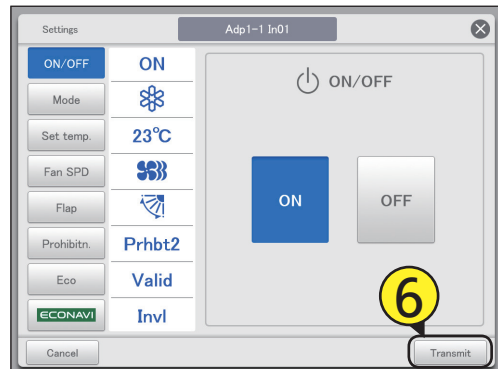 Settings
Adp1-1 In01
ON/OFF
ON
Mode
Set temp.
23°C
Fan SPD
Flap
Prohibitn.
Prhbt2
Eco
Valid
ECONAVI
Invl
ON/OFF
ON
OFF
6
Cancel
Transmit